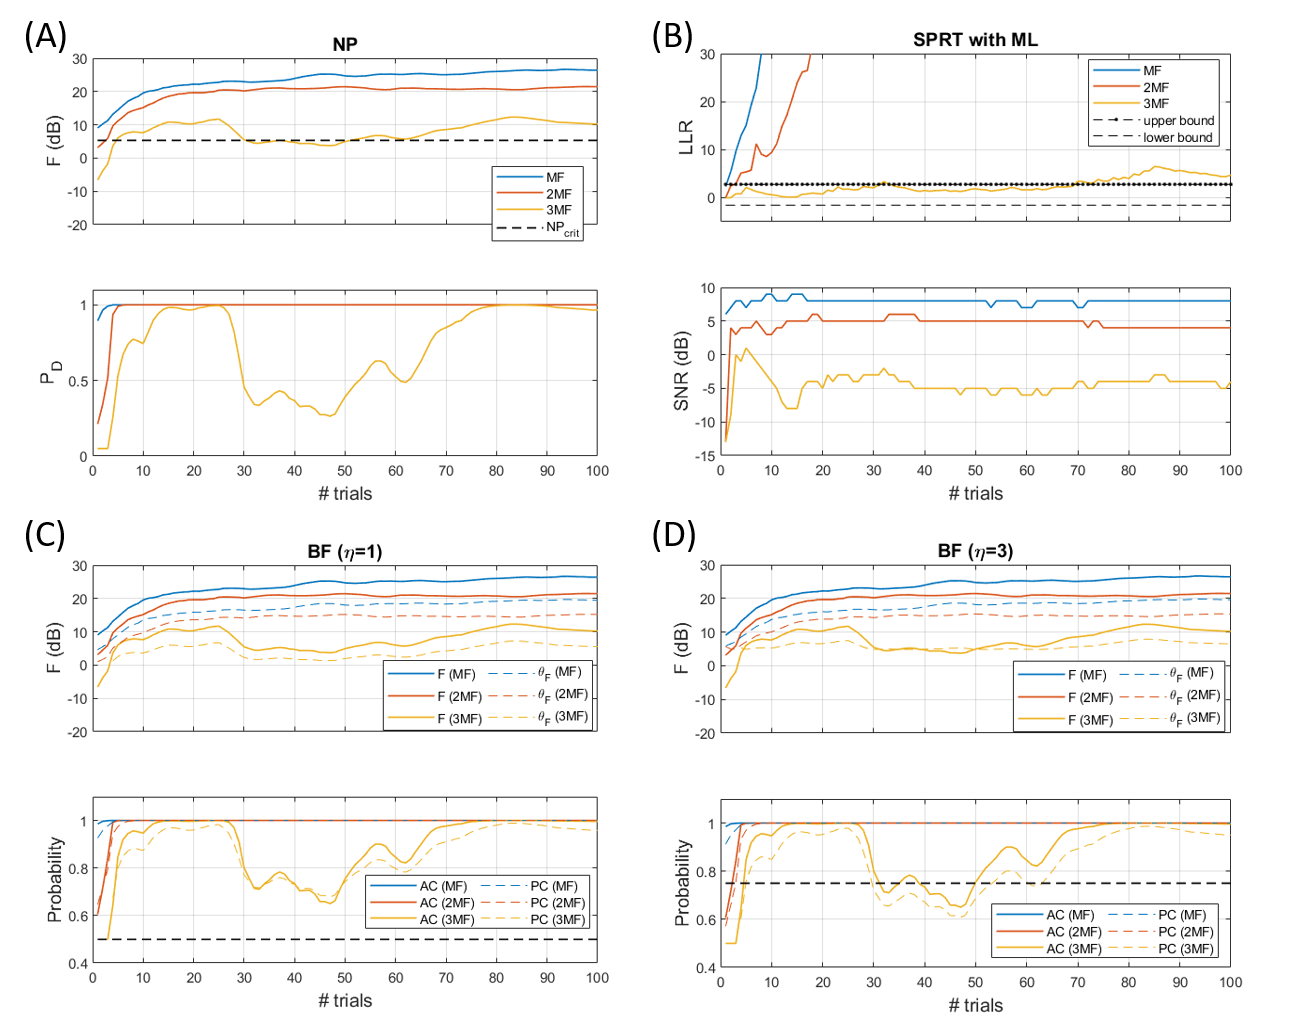 (A)
NP
30
20
10
0
-10
-20
F (dB)
MF
2MF
3MF
NPcrit
1
0.5
0
PD
0 10 20 30 40 50 60 70 80 90 100
# trials
(B)
SPRT with ML
30
20
10
0
LLR
MF
2MF
3MF
upper bound
lower bound
10
5
0
-5
-10
-15
SNR (dB)
0 10 20 30 40 50 60 70 80 90 100
# trials
(C)
BF (η=1)
30
20
10
0
-10
-20
F (dB)
F (MF) θF (MF)
F (2MF) θF (2MF)
F (3MF) θF (3MF)
1
0.8
0.6
0.4
Probability
AC (MF) PC (MF)
AC (2MF) PC (2MF)
AC (3MF) PC (3MF)
0 10 20 30 40 50 60 70 80 90 100
# trials
(D)
BF (η=3)
30
20
10
0
-10
-20
F (dB)
F (MF) θF (MF)
F (2MF) θF (2MF)
F (3MF) θF (3MF)
1
0.8
0.6
0.4
Probability
AC (MF) PC (MF)
AC (2MF) PC (2MF)
AC (3MF) PC (3MF)
0 10 20 30 40 50 60 70 80 90 100
# trials